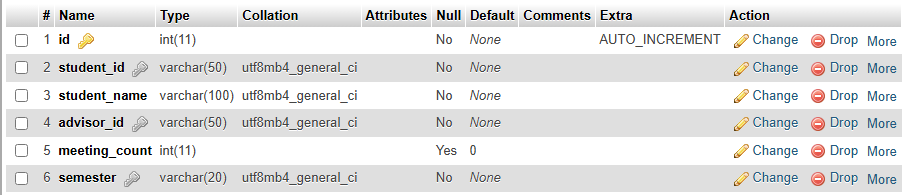 # Name Type Collation Attributes Null Default Comments Extra Action
1 id int(11) No None AUTO_INCREMENT Change Drop More
2 student_id varchar(50) utf8mb4_general_ci No None Change Drop More
3 student_name varchar(100) utf8mb4_general_ci No None Change Drop More
4 advisor_id varchar(50) utf8mb4_general_ci No None Change Drop More
5 meeting_count int(11) Yes 0 Change Drop More
6 semester varchar(20) utf8mb4_general_ci No None Change Drop More